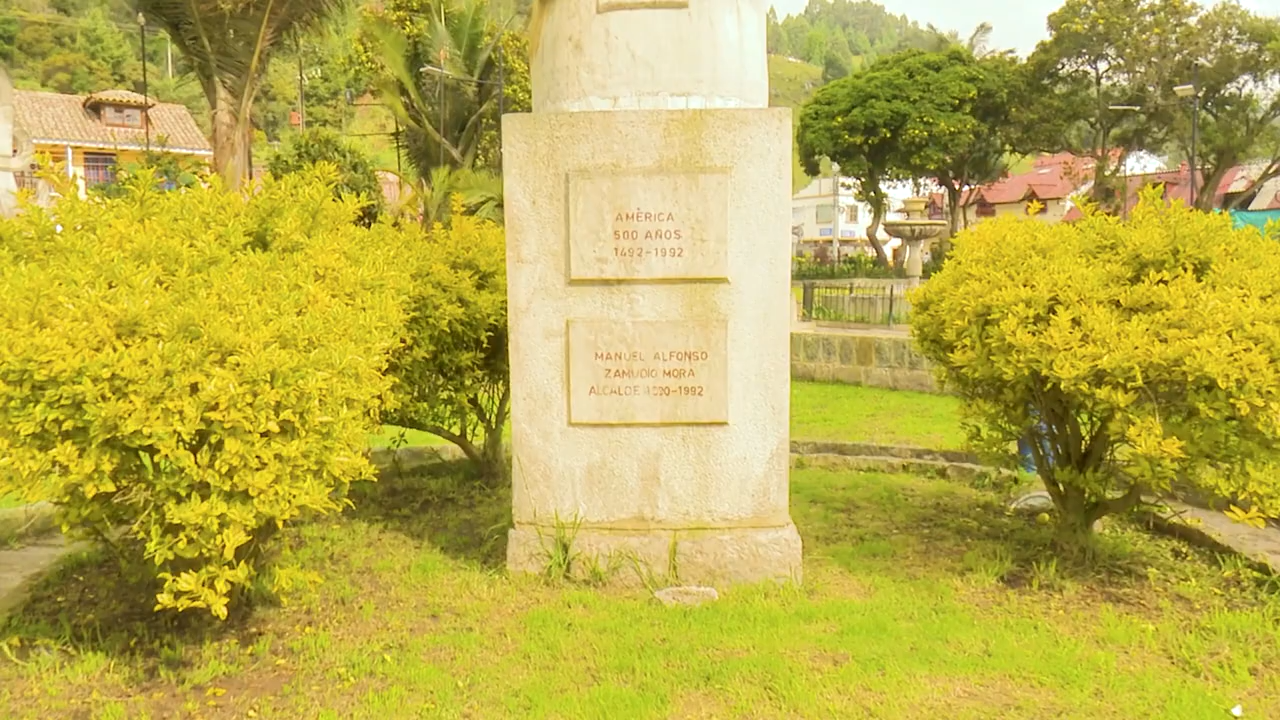 AMÈRICA
500 AÑOS
1492-1992
MANUEL ALFONSO
ZAMUDIO MORA
ALCALDE 1990-1992